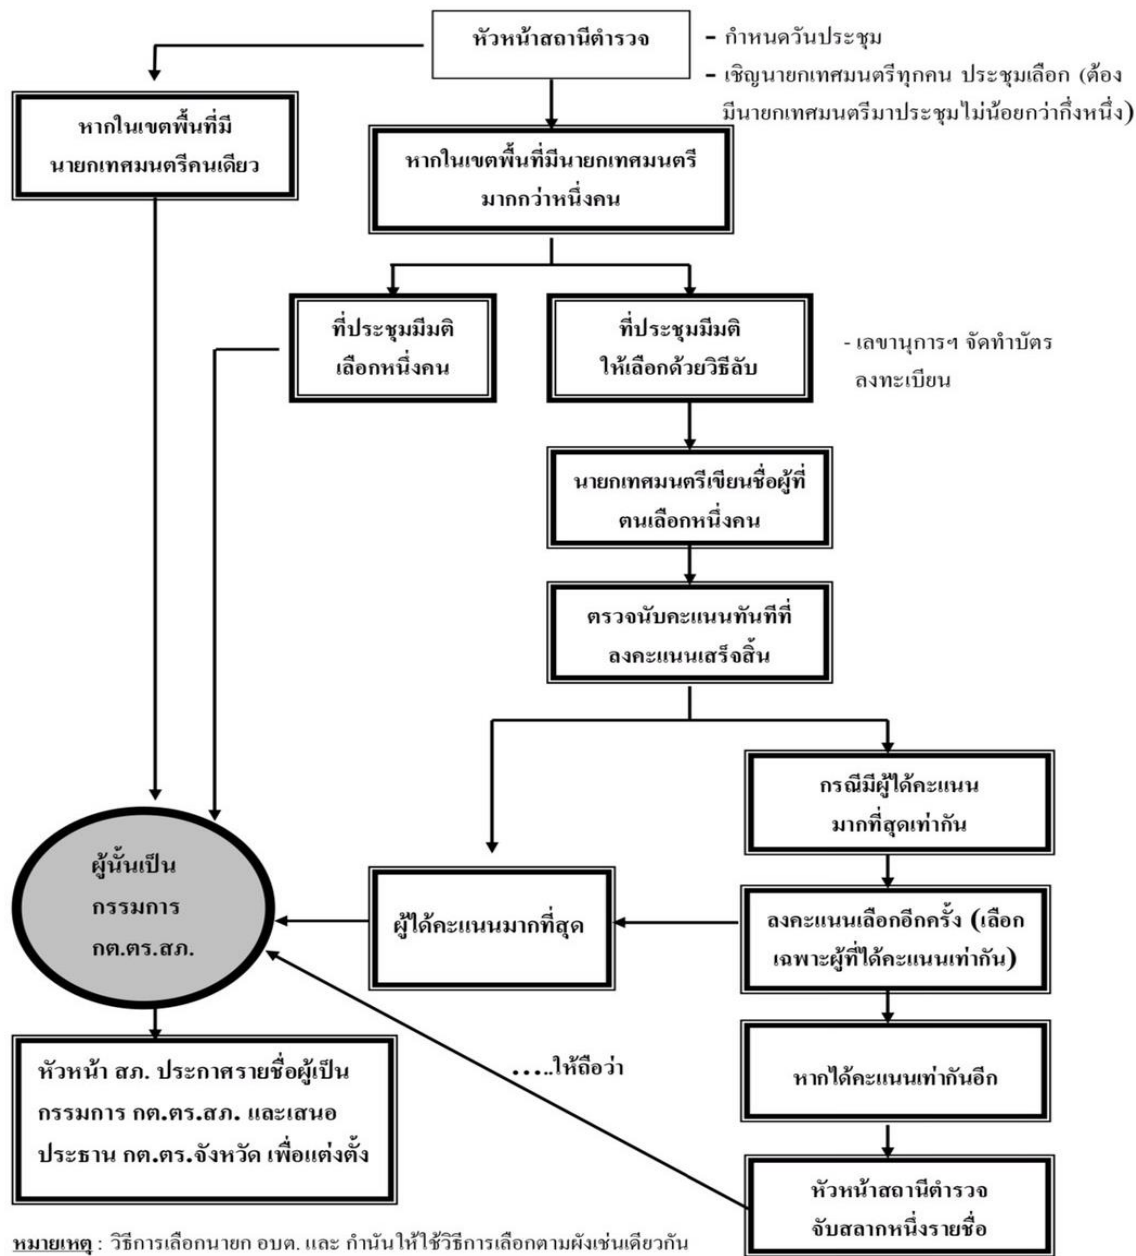 หัวหน้าสถานีตำรวจ
- กำหนดวันประชุม
- เชิญนายกเทศมนตรีทุกคน ประชุมเลือก (ต้อง
มีนายกเทศมนตรีมาประชุมไม่น้อยกว่ากึ่งหนึ่ง)
หากในเขตพื้นที่มี
นายกเทศมนตรีคนเดียว
หากในเขตพื้นที่มีนายกเทศมนตรี
มากกว่าหนึ่งคน
ที่ประชุมมีมติ
เลือกหนึ่งคน
ที่ประชุมมีมติ
ให้เลือกด้วยวิธีลับ
- เลขานุการฯ จัดทำบัตร
ลงทะเบียน
นายกเทศมนตรีเขียนชื่อผู้ที่
ตนเลือกหนึ่งคน
ตรวจนับคะแนนทันทีที่
ลงคะแนนเสร็จสิ้น
กรณีมีผู้ได้คะแนน
มากที่สุดเท่ากัน
ผู้นั้นเป็น
กรรมการ
กต.ตร.สภ.
ผู้ได้คะแนนมากที่สุด
ลงคะแนนเลือกอีกครั้ง (เลือก
เฉพาะผู้ที่ได้คะแนนเท่ากัน)
หัวหน้า สภ. ประกาศรายชื่อผู้เป็น
กรรมการ กต.ตร.สภ. และเสนอ
ประธาน กต.ตร.จังหวัด เพื่อแต่งตั้ง
.....ให้ถือว่า
หากได้คะแนนเท่ากันอีก
หัวหน้าสถานีตำรวจ
จับสลากหนึ่งรายชื่อ
หมายเหตุ : วิธีการเลือกนายก อบต. และ กำนันให้ใช้วิธีการเลือกตามผังเช่นเดียวกัน